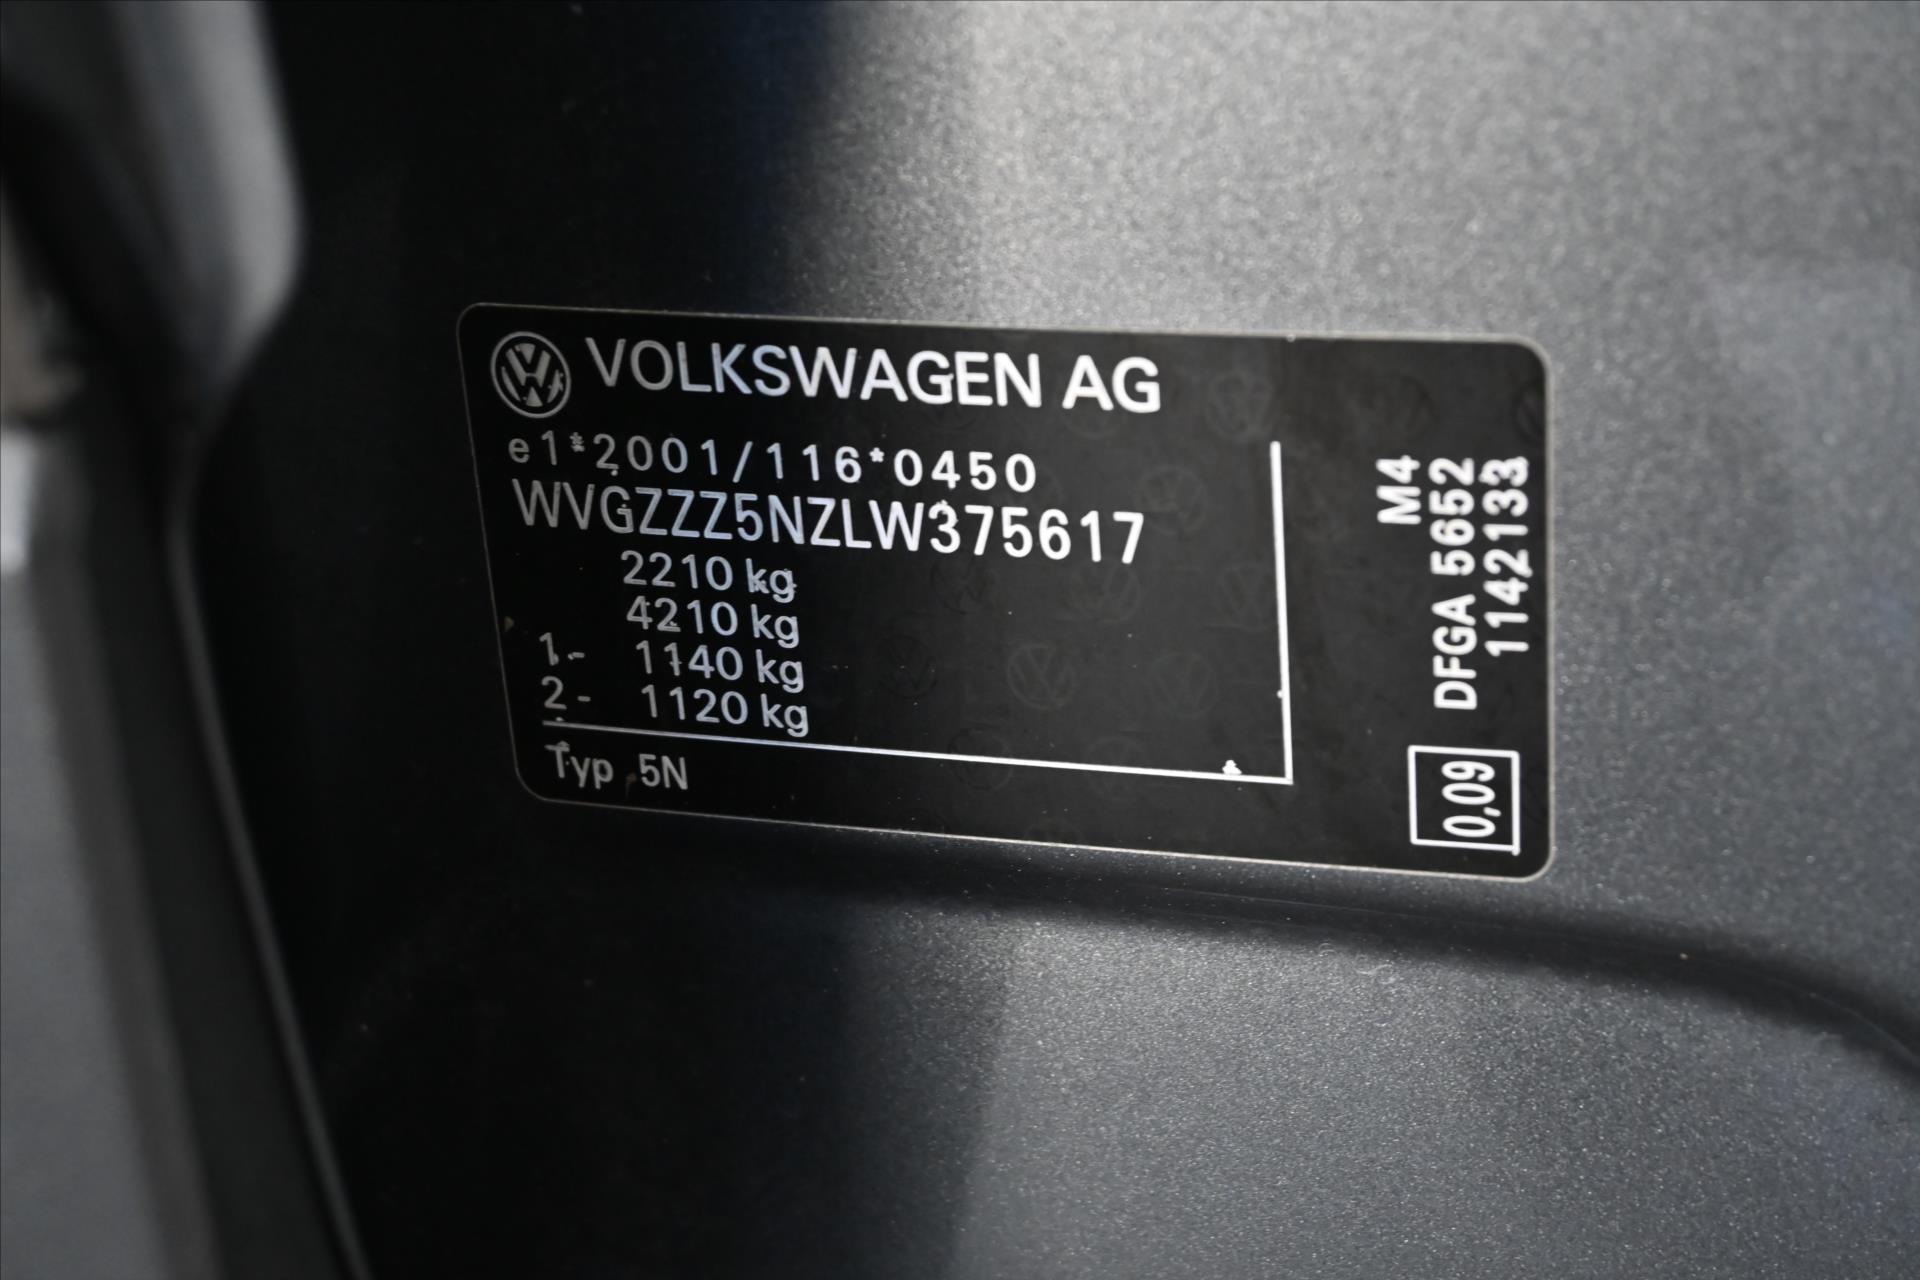 VOLKSWAGEN AG
e1*2001/116*0450
WVGZZZ5NZLW375617
2210 kg
4210 kg
1- 1140 kg
2- 1120 kg
Typ 5N
M4
DFGA 5652
1142133
0,09